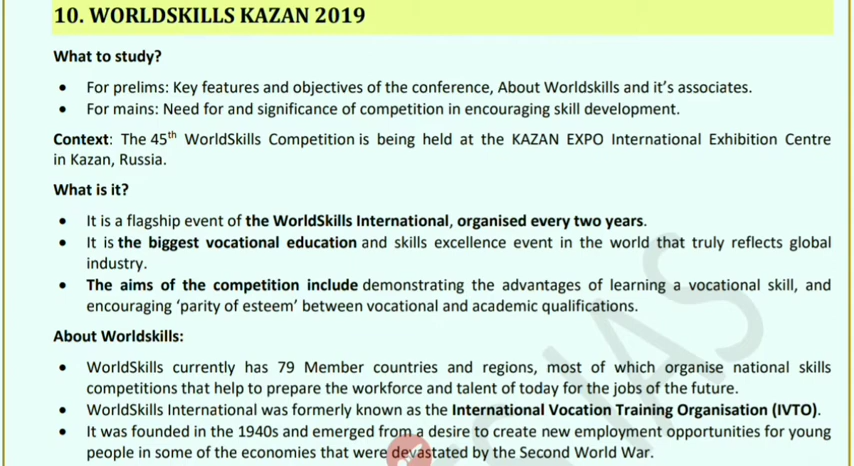 10. WORLDSKILLS KAZAN 2019
What to study?
• For prelims: Key features and objectives of the conference, About Worldskills and it's associates.
• For mains: Need for and significance of competition in encouraging skill development.
Context: The 45th WorldSkills Competition is being held at the KAZAN EXPO International Exhibition Centre
in Kazan, Russia.
What is it?
• It is a flagship event of the WorldSkills International, organised every two years.
• It is the biggest vocational education and skills excellence event in the world that truly reflects global
industry.
• The aims of the competition include demonstrating the advantages of learning a vocational skill, and
encouraging 'parity of esteem' between vocational and academic qualifications.
About Worldskills:
• WorldSkills currently has 79 Member countries and regions, most of which organise national skills
competitions that help to prepare the workforce and talent of today for the jobs of the future.
• WorldSkills International was formerly known as the International Vocation Training Organisation (IVTO).
• It was founded in the 1940s and emerged from a desire to create new employment opportunities for young
people in some of the economies that were devastated by the Second World War.
IAS